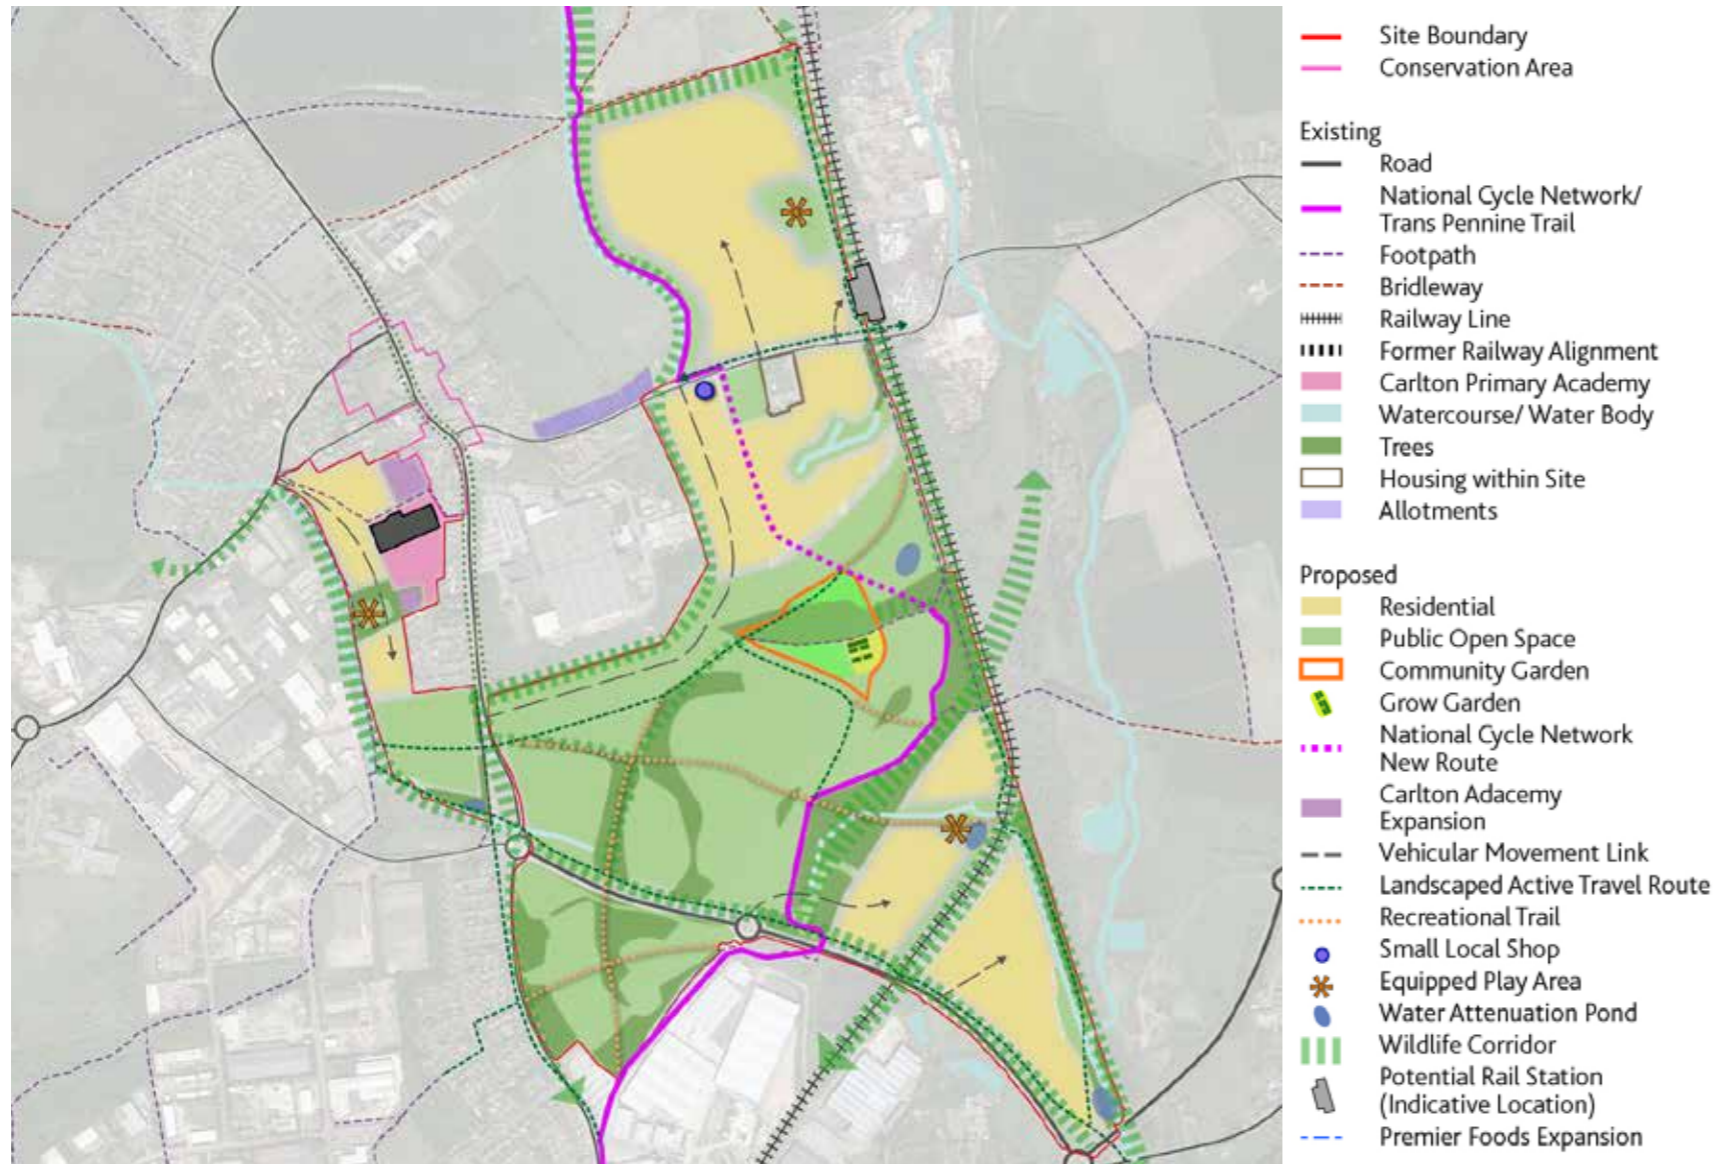 Site Boundary
Conservation Area
Existing
Road
National Cycle Network/
Trans Pennine Trail
Footpath
Bridleway
Railway Line
Former Railway Alignment
Carlton Primary Academy
Watercourse/ Water Body
Trees
Housing within Site
Allotments
Proposed
Residential
Public Open Space
Community Garden
Grow Garden
National Cycle Network
New Route
Carlton Adacemy
Expansion
Vehicular Movement Link
Landscaped Active Travel Route
Recreational Trail
Small Local Shop
Equipped Play Area
Water Attenuation Pond
Wildlife Corridor
Potential Rail Station
(Indicative Location)
Premier Foods Expansion